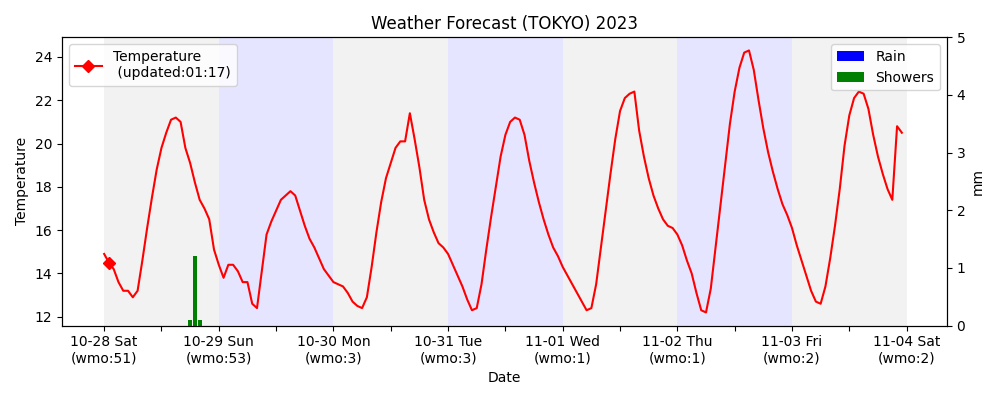 Weather Forecast (TOKYO) 2023
Temperature
(updated:01:17)
Rain
Showers
Temperature
24
22
20
18
16
14
12
5
4
3
2
1
0
mm
10-28 Sat
(wmo:51)
10-29 Sun
(wmo:53)
10-30 Mon
(wmo:3)
10-31 Tue
(wmo:3)
11-01 Wed
(wmo:1)
11-02 Thu
(wmo:1)
11-03 Fri
(wmo:2)
11-04 Sat
(wmo:2)
Date